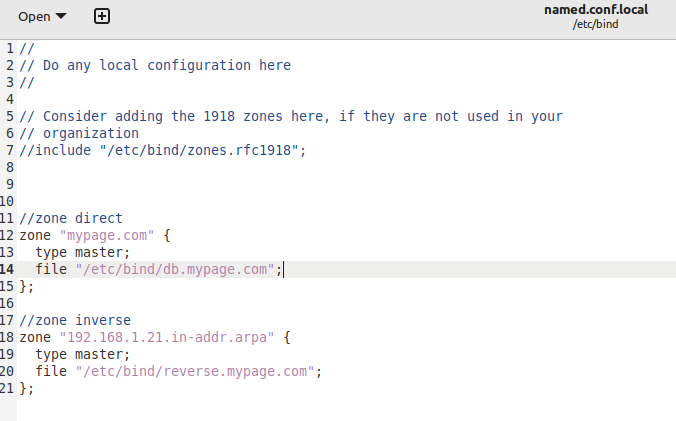 Open
named.conf.local
/etc/bind
1 //
2 // Do any local configuration here
3 //
4
5 // Consider adding the 1918 zones here, if they are not used in your
6 // organization
7 //include "/etc/bind/zones.rfc1918";
8
9
10
11 //zone direct
12 zone "mypage.com" {
13   type master;
14   file "/etc/bind/db.mypage.com";
15 };
16
17 //zone inverse
18 zone "192.168.1.21.in-addr.arpa" {
19   type master;
20   file "/etc/bind/reverse.mypage.com";
21 };